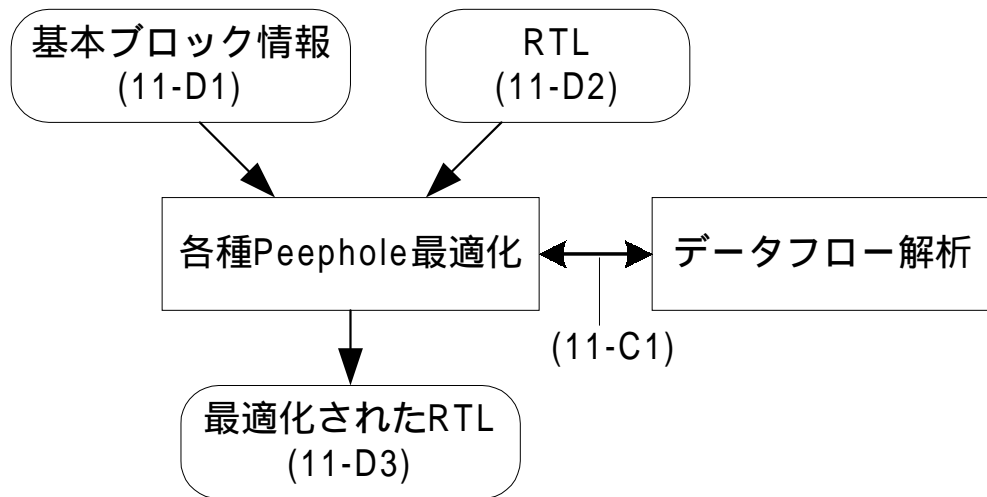 基本ブロック情報
(11-D1)
RTL
(11-D2)
各種Peephole最適化
データフロー解析
(11-C1)
最適化されたRTL
(11-D3)